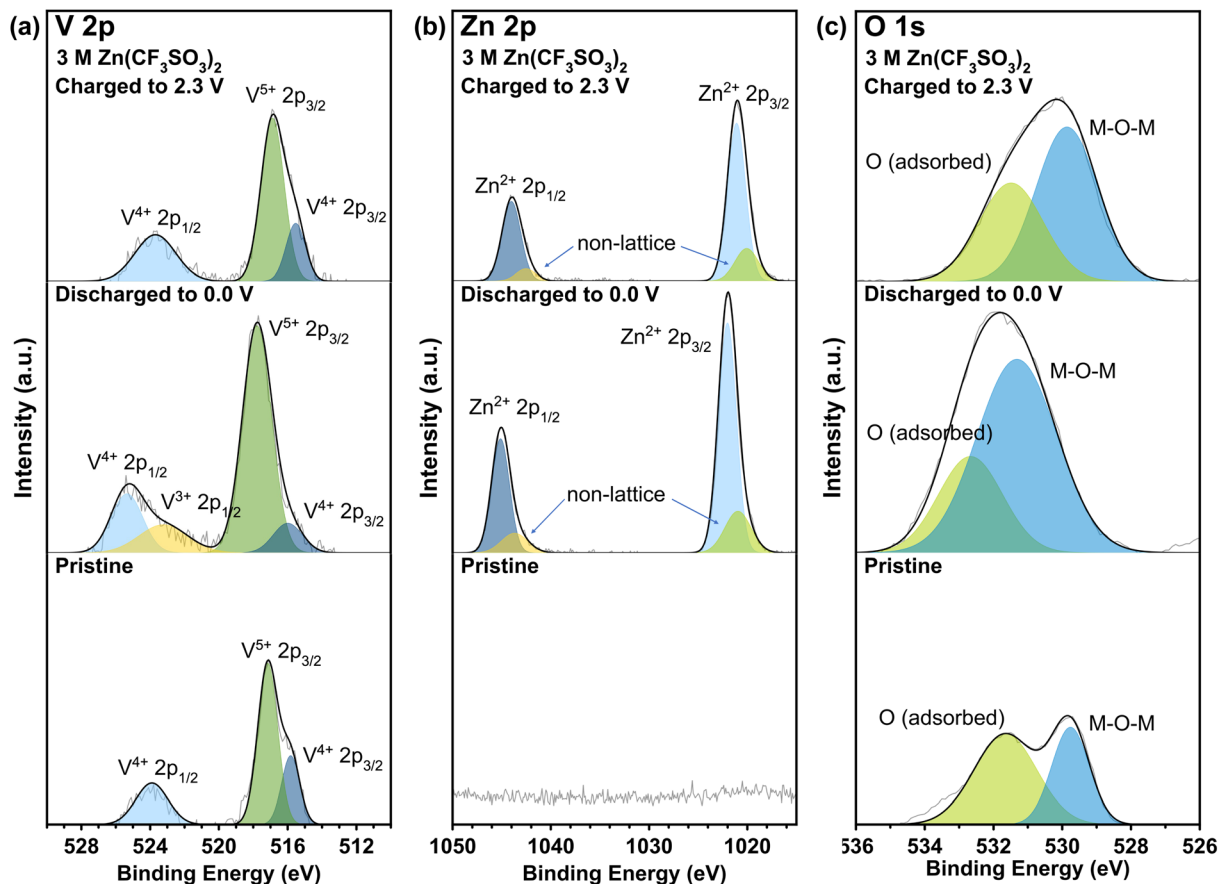 (a)
V 2p
3 M Zn(CF₃SO₃)₂
Charged to 2.3 V
V⁵⁺ 2p₃/₂
V⁴⁺ 2p₁/₂
V⁴⁺ 2p₃/₂
Discharged to 0.0 V
V⁵⁺ 2p₃/₂
V⁴⁺ 2p₁/₂
V³⁺ 2p₁/₂
V⁴⁺ 2p₃/₂
Pristine
V⁵⁺ 2p₃/₂
V⁴⁺ 2p₁/₂
V⁴⁺ 2p₃/₂
Intensity (a.u.)
528 524 520 516 512
Binding Energy (eV)
(b)
Zn 2p
3 M Zn(CF₃SO₃)₂
Charged to 2.3 V
Zn²⁺ 2p₃/₂
Zn²⁺ 2p₁/₂
non-lattice
Discharged to 0.0 V
Zn²⁺ 2p₃/₂
Zn²⁺ 2p₁/₂
non-lattice
Pristine
Intensity (a.u.)
1050 1040 1030 1020
Binding Energy (eV)
(c)
O 1s
3 M Zn(CF₃SO₃)₂
Charged to 2.3 V
M-O-M
O (adsorbed)
Discharged to 0.0 V
M-O-M
O (adsorbed)
Pristine
O (adsorbed)
M-O-M
Intensity (a.u.)
536 534 532 530 528 526
Binding Energy (eV)